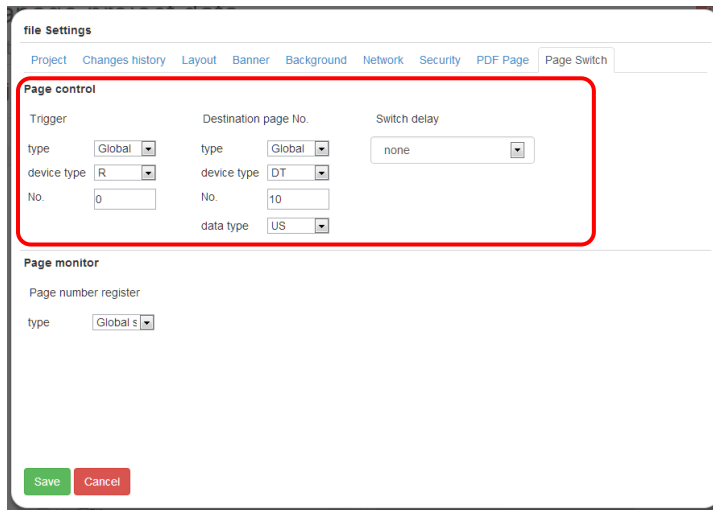 file Settings
Project Changes history Layout Banner Background Network Security PDF Page Page Switch
Page control
Trigger Destination page No. Switch delay
type Global type Global none
device type R device type DT
No. 0 No. 10
data type US
Page monitor
Page number register
type Global s
Save Cancel